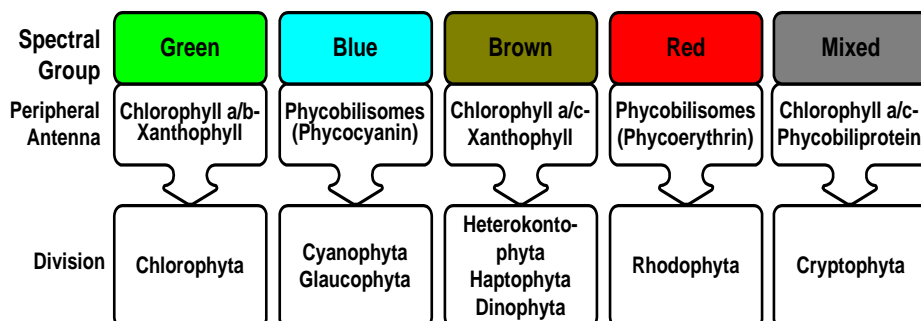 Spectral
Group
Green
Blue
Brown
Red
Mixed
Peripheral
Antenna
Chlorophyll a/b-
Xanthophyll
Phycobilisomes
(Phycocyanin)
Chlorophyll a/c-
Xanthophyll
Phycobilisomes
(Phycoerythrin)
Chlorophyll a/c-
Phycobiliprotein
Division
Chlorophyta
Cyanophyta
Glaucophyta
Heterokonto-
phyta
Haptophyta
Dinophyta
Rhodophyta
Cryptophyta